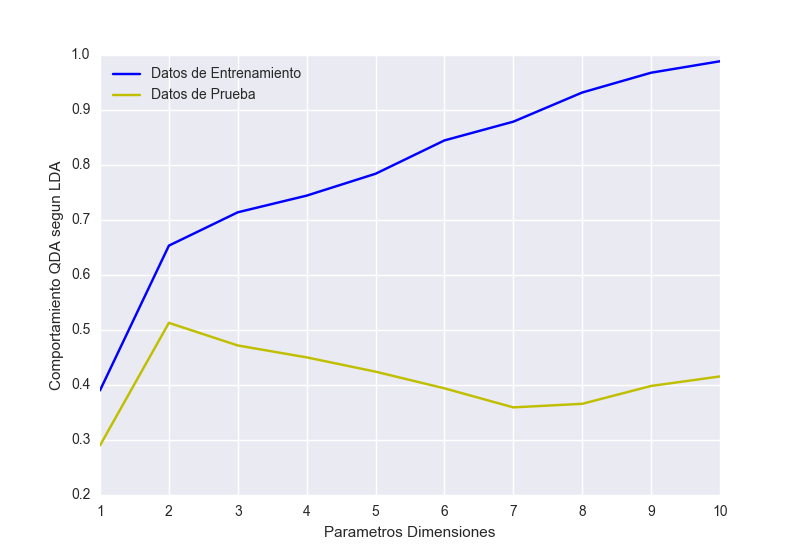 Datos de Entrenamiento
Datos de Prueba
1.0
0.9
0.8
0.7
0.6
0.5
0.4
0.3
0.2
Comportamiento QDA segun LDA
1 2 3 4 5 6 7 8 9 10
Parametros Dimensiones